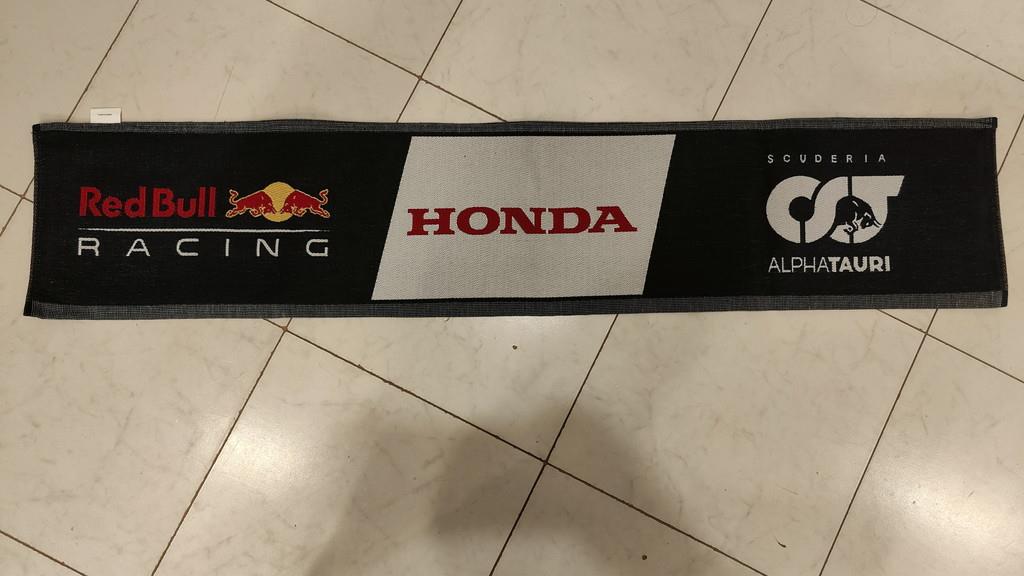 Red Bull
RACING
HONDA
SCUDERIA
ALPHATAURI